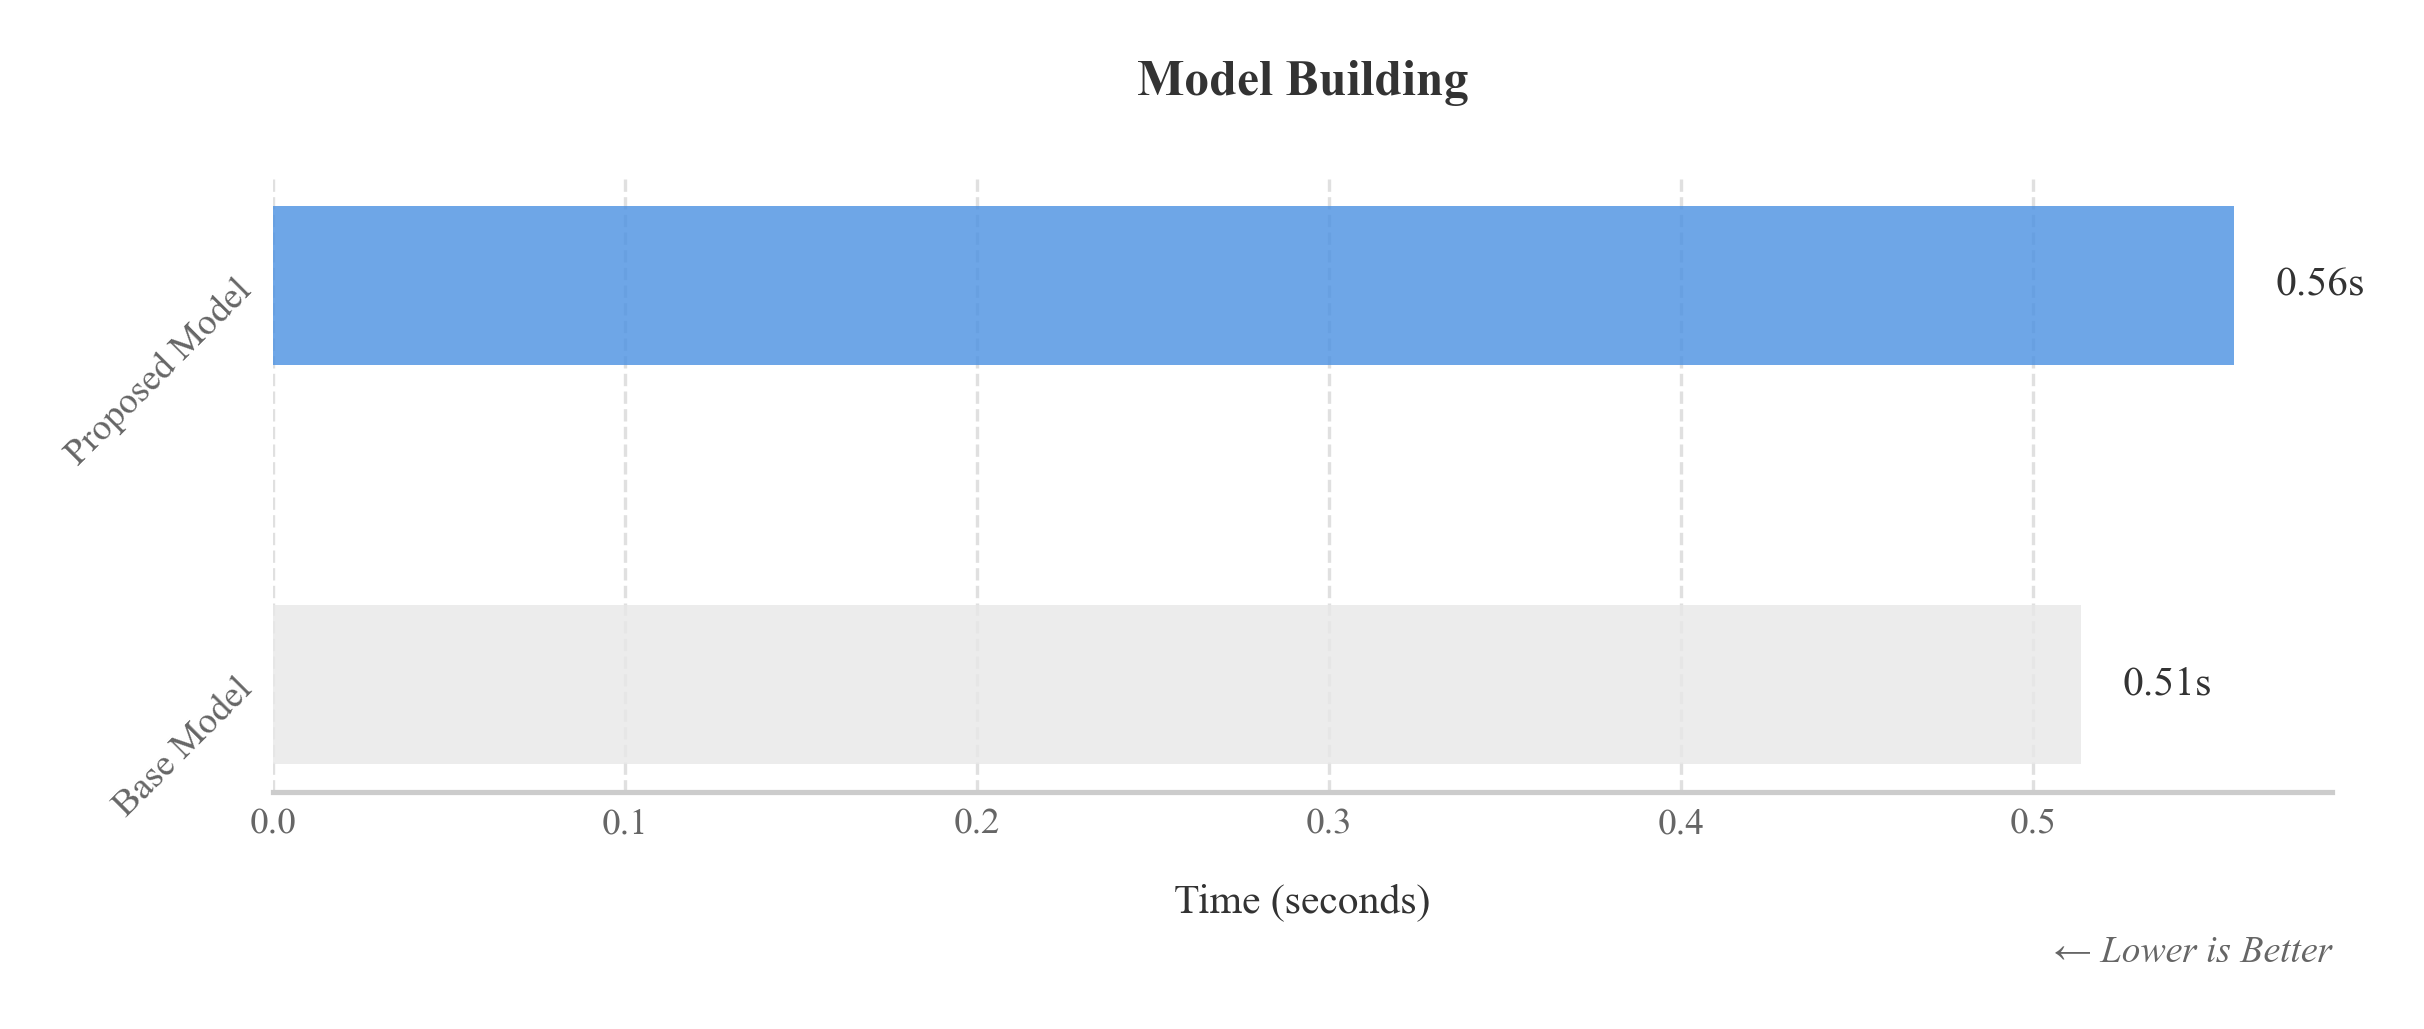 Model Building
Proposed Model
0.56s
Base Model
0.51s
0.0 0.1 0.2 0.3 0.4 0.5
Time (seconds)
← Lower is Better